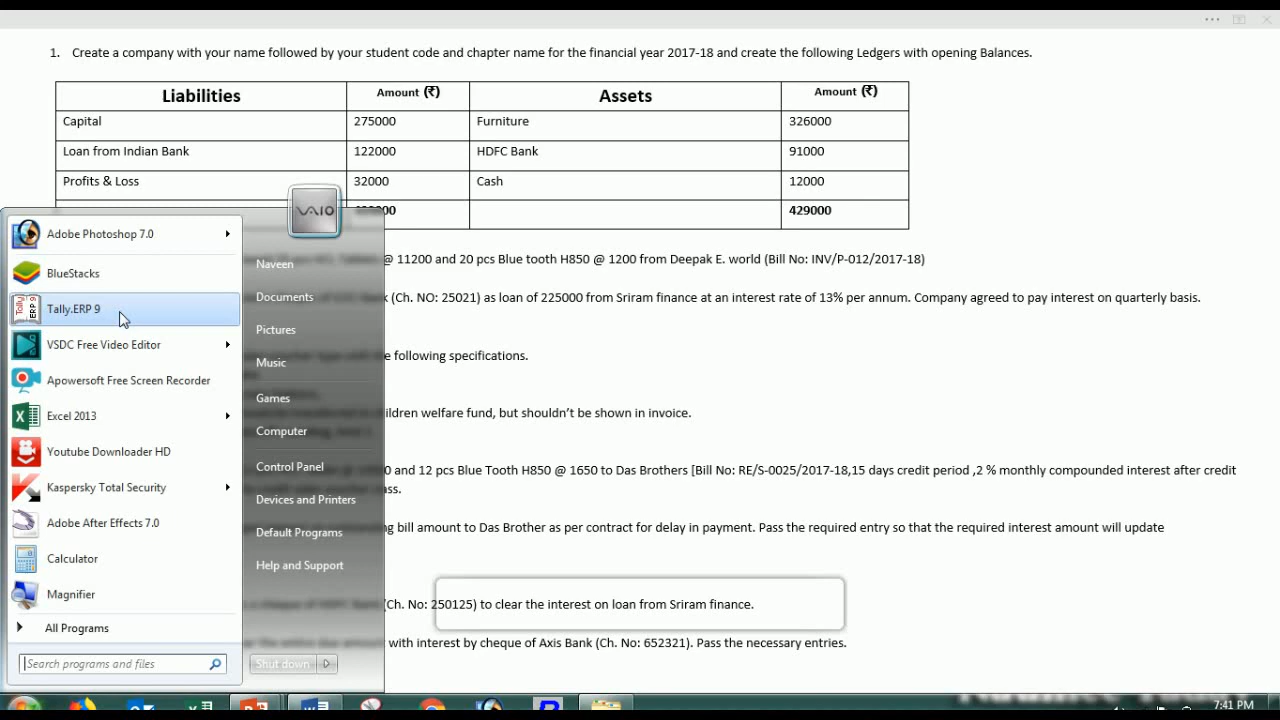 1. Create a company with your name followed by your student code and chapter name for the financial year 2017-18 and create the following Ledgers with opening Balances.
Liabilities Amount (₹) Assets Amount (₹)
Capital 275000 Furniture 326000
Loan from Indian Bank 122000 HDFC Bank 91000
Profits & Loss 32000 Cash 12000
429000
@ 11200 and 20 pcs Blue tooth H850 @ 1200 from Deepak E. world (Bill No: INV/P-012/2017-18)
(Ch. NO: 25021) as loan of 225000 from Sriram finance at an interest rate of 13% per annum. Company agreed to pay interest on quarterly basis.
following specifications.
welfare fund, but shouldn't be shown in invoice.
and 12 pcs Blue Tooth H850 @ 1650 to Das Brothers [Bill No: RE/S-0025/2017-18,15 days credit period ,2 % monthly compounded interest after credit
bill amount to Das Brother as per contract for delay in payment. Pass the required entry so that the required interest amount will update
(Ch. No: 250125) to clear the interest on loan from Sriram finance.
with interest by cheque of Axis Bank (Ch. No: 652321). Pass the necessary entries.
VAIO
Adobe Photoshop 7.0
BlueStacks
Tally.ERP 9
VSDC Free Video Editor
Apowersoft Free Screen Recorder
Excel 2013
Youtube Downloader HD
Kaspersky Total Security
Adobe After Effects 7.0
Calculator
Magnifier
All Programs
Search programs and files
Naveen
Documents
Pictures
Music
Games
Computer
Control Panel
Devices and Printers
Default Programs
Help and Support
Shut down
7:41 PM